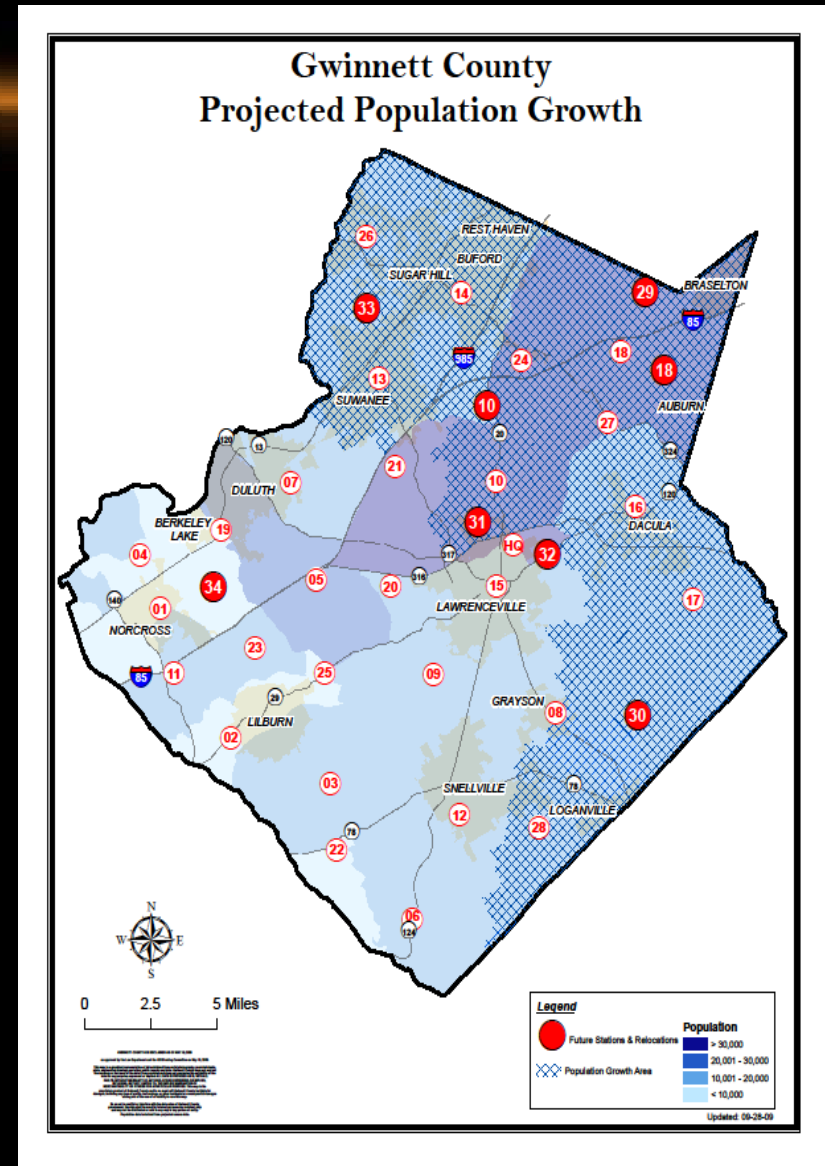 Gwinnett County
Projected Population Growth
REST HAVEN
26
BUFORD
SUGAR HILL
29
BRASELTON
14
33
85
18
985
24
18
13
SUWANEE
10
AUBURN
27
120
13
20
324
21
07
10
DULUTH
120
16
31
DACULA
BERKELEY
LAKE
19
HQ
04
317
32
316
05
20
15
34
140
01
LAWRENCEVILLE
17
NORCROSS
23
85
11
25
09
29
GRAYSON
08
30
LILBURN
02
03
SNELLVILLE
78
12
LOGANVILLE
28
78
22
06
124
N
W
E
S
0 2.5 5 Miles
Legend
Future Stations & Relocations
Population Growth Area
Population
> 30,000
20,001 - 30,000
10,001 - 20,000
< 10,000
Updated: 09-28-09